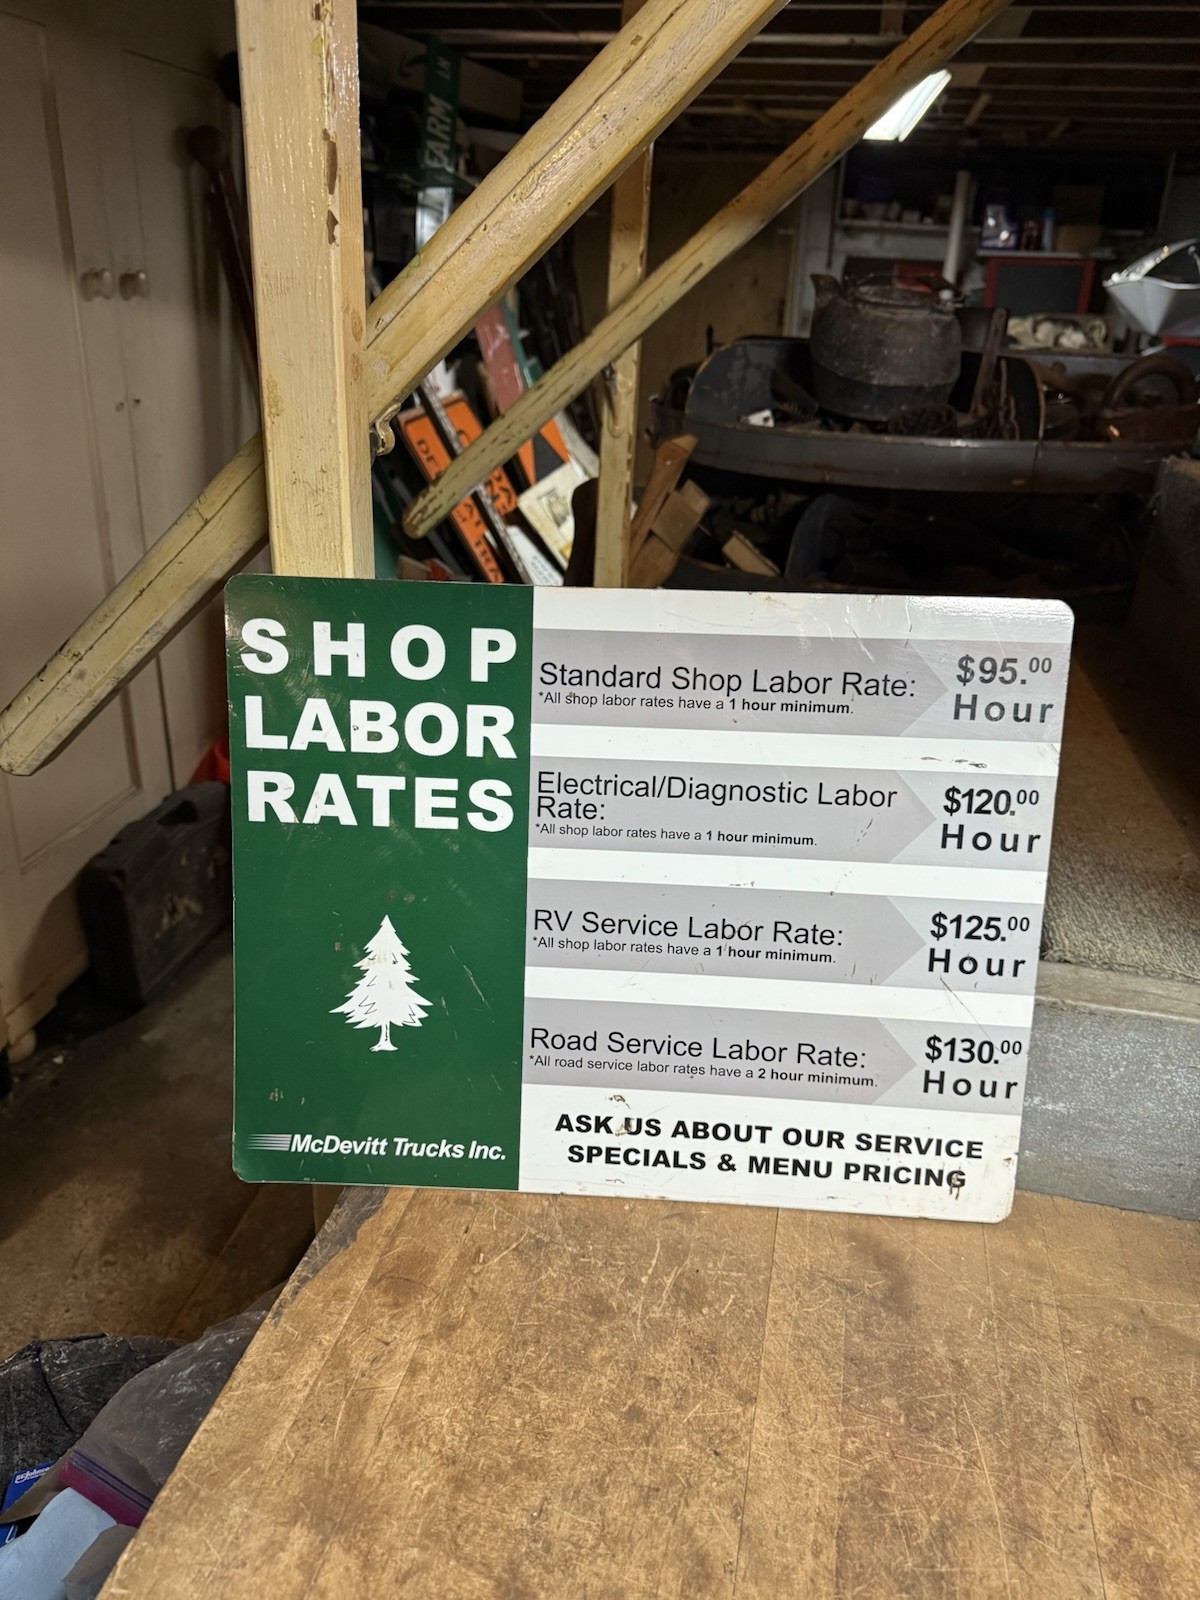 FARM LN
SHOP
LABOR
RATES
McDevitt Trucks Inc.
Standard Shop Labor Rate:
*All shop labor rates have a 1 hour minimum.
$95.00
Hour
Electrical/Diagnostic Labor
Rate:
*All shop labor rates have a 1 hour minimum.
$120.00
Hour
RV Service Labor Rate:
*All shop labor rates have a 1 hour minimum.
$125.00
Hour
Road Service Labor Rate:
*All road service labor rates have a 2 hour minimum.
$130.00
Hour
ASK US ABOUT OUR SERVICE
SPECIALS & MENU PRICING